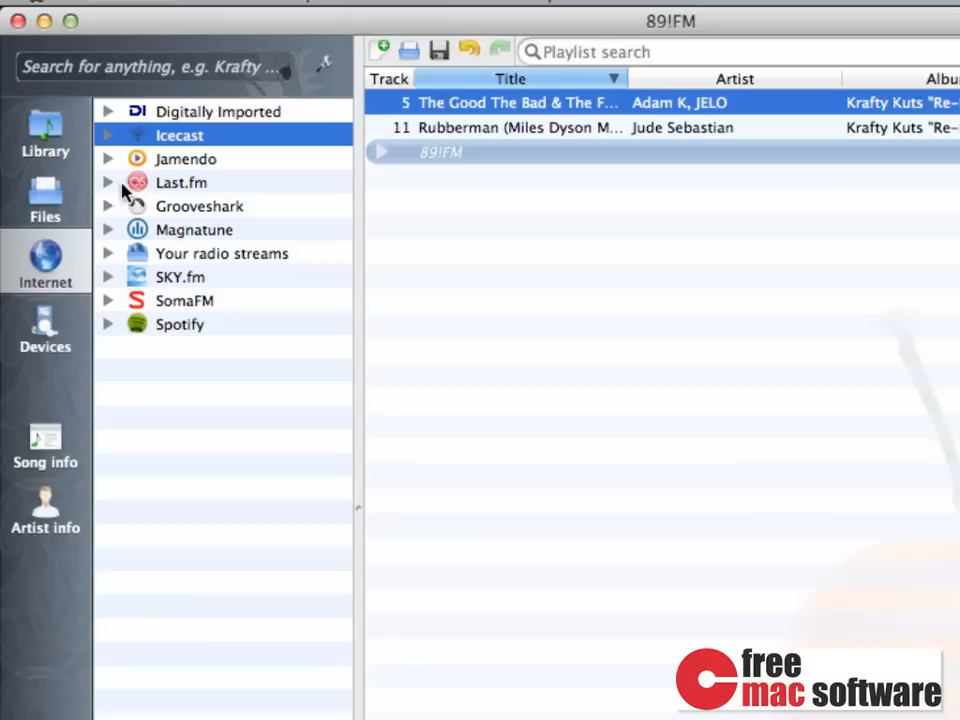 89!FM
Search for anything, e.g. Krafty ...
Playlist search
Library
Files
Internet
Devices
Song info
Artist info
DI Digitally Imported
Icecast
Jamendo
Last.fm
Grooveshark
Magnatune
Your radio streams
SKY.fm
S SomaFM
Spotify
Track Title Artist Albu
5 The Good The Bad & The F... Adam K, JELO Krafty Kuts "Re-
11 Rubberman (Miles Dyson M... Jude Sebastian Krafty Kuts "Re-
89!FM
free
mac software